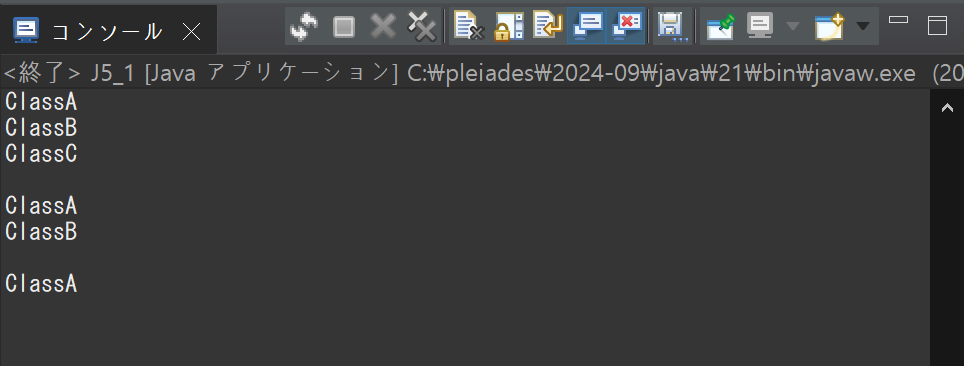 コンソール
<終了> J5_1 [Java アプリケーション] C:₩pleiades₩2024-09₩java₩21₩bin₩javaw.exe (20
ClassA
ClassB
ClassC
ClassA
ClassB
ClassA